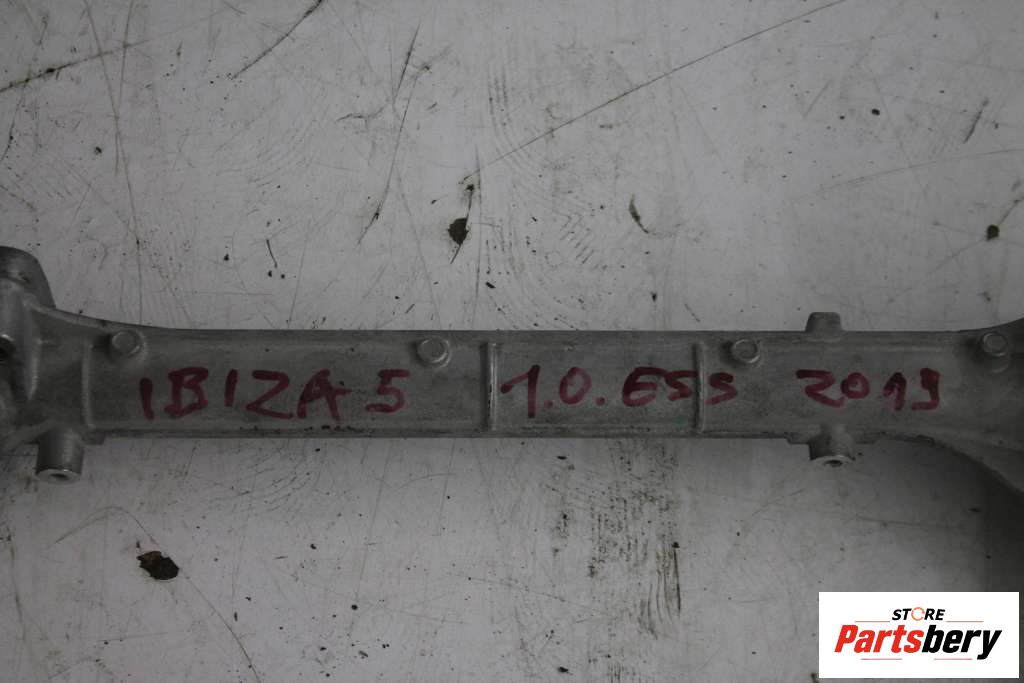 IBIZA 5 1.0. ESS 2019
STORE
Partsbery